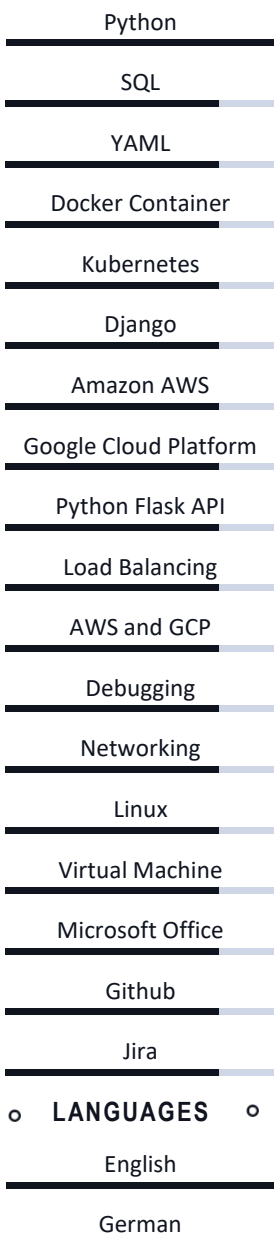 Python
SQL
YAML
Docker Container
Kubernetes
Django
Amazon AWS
Google Cloud Platform
Python Flask API
Load Balancing
AWS and GCP
Debugging
Networking
Linux
Virtual Machine
Microsoft Office
Github
Jira
LANGUAGES
English
German